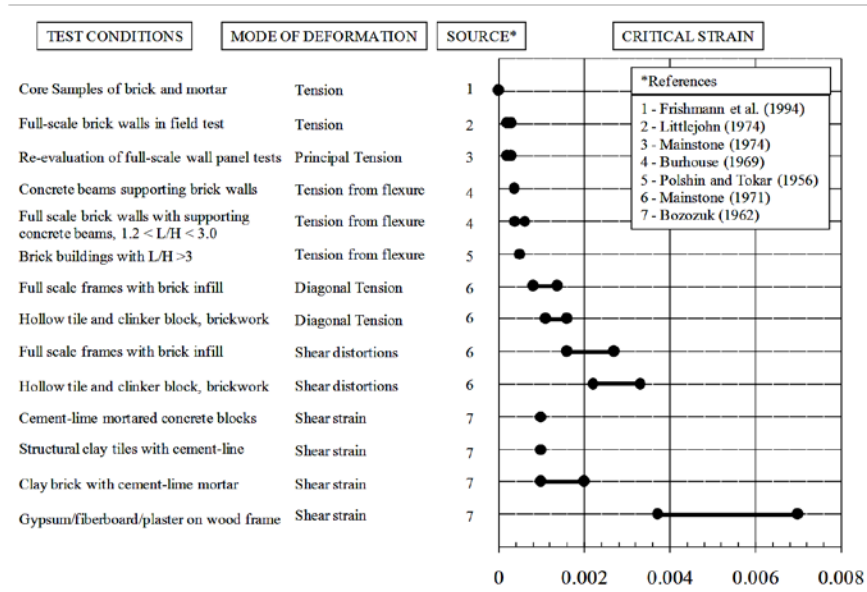 TEST CONDITIONS MODE OF DEFORMATION SOURCE* CRITICAL STRAIN
*References
1 - Frishmann et al. (1994)
2 - Littlejohn (1974)
3 - Mainstone (1974)
4 - Burhouse (1969)
5 - Polshin and Tokar (1956)
6 - Mainstone (1971)
7 - Bozozuk (1962)
Core Samples of brick and mortar Tension 1
Full-scale brick walls in field test Tension 2
Re-evaluation of full-scale wall panel tests Principal Tension 3
Concrete beams supporting brick walls Tension from flexure 4
Full scale brick walls with supporting
concrete beams, 1.2 < L/H < 3.0 Tension from flexure 4
Brick buildings with L/H >3 Tension from flexure 5
Full scale frames with brick infill Diagonal Tension 6
Hollow tile and clinker block, brickwork Diagonal Tension 6
Full scale frames with brick infill Shear distortions 6
Hollow tile and clinker block, brickwork Shear distortions 6
Cement-lime mortared concrete blocks Shear strain 7
Structural clay tiles with cement-line Shear strain 7
Clay brick with cement-lime mortar Shear strain 7
Gypsum/fiberboard/plaster on wood frame Shear strain 7
0 0.002 0.004 0.006 0.008